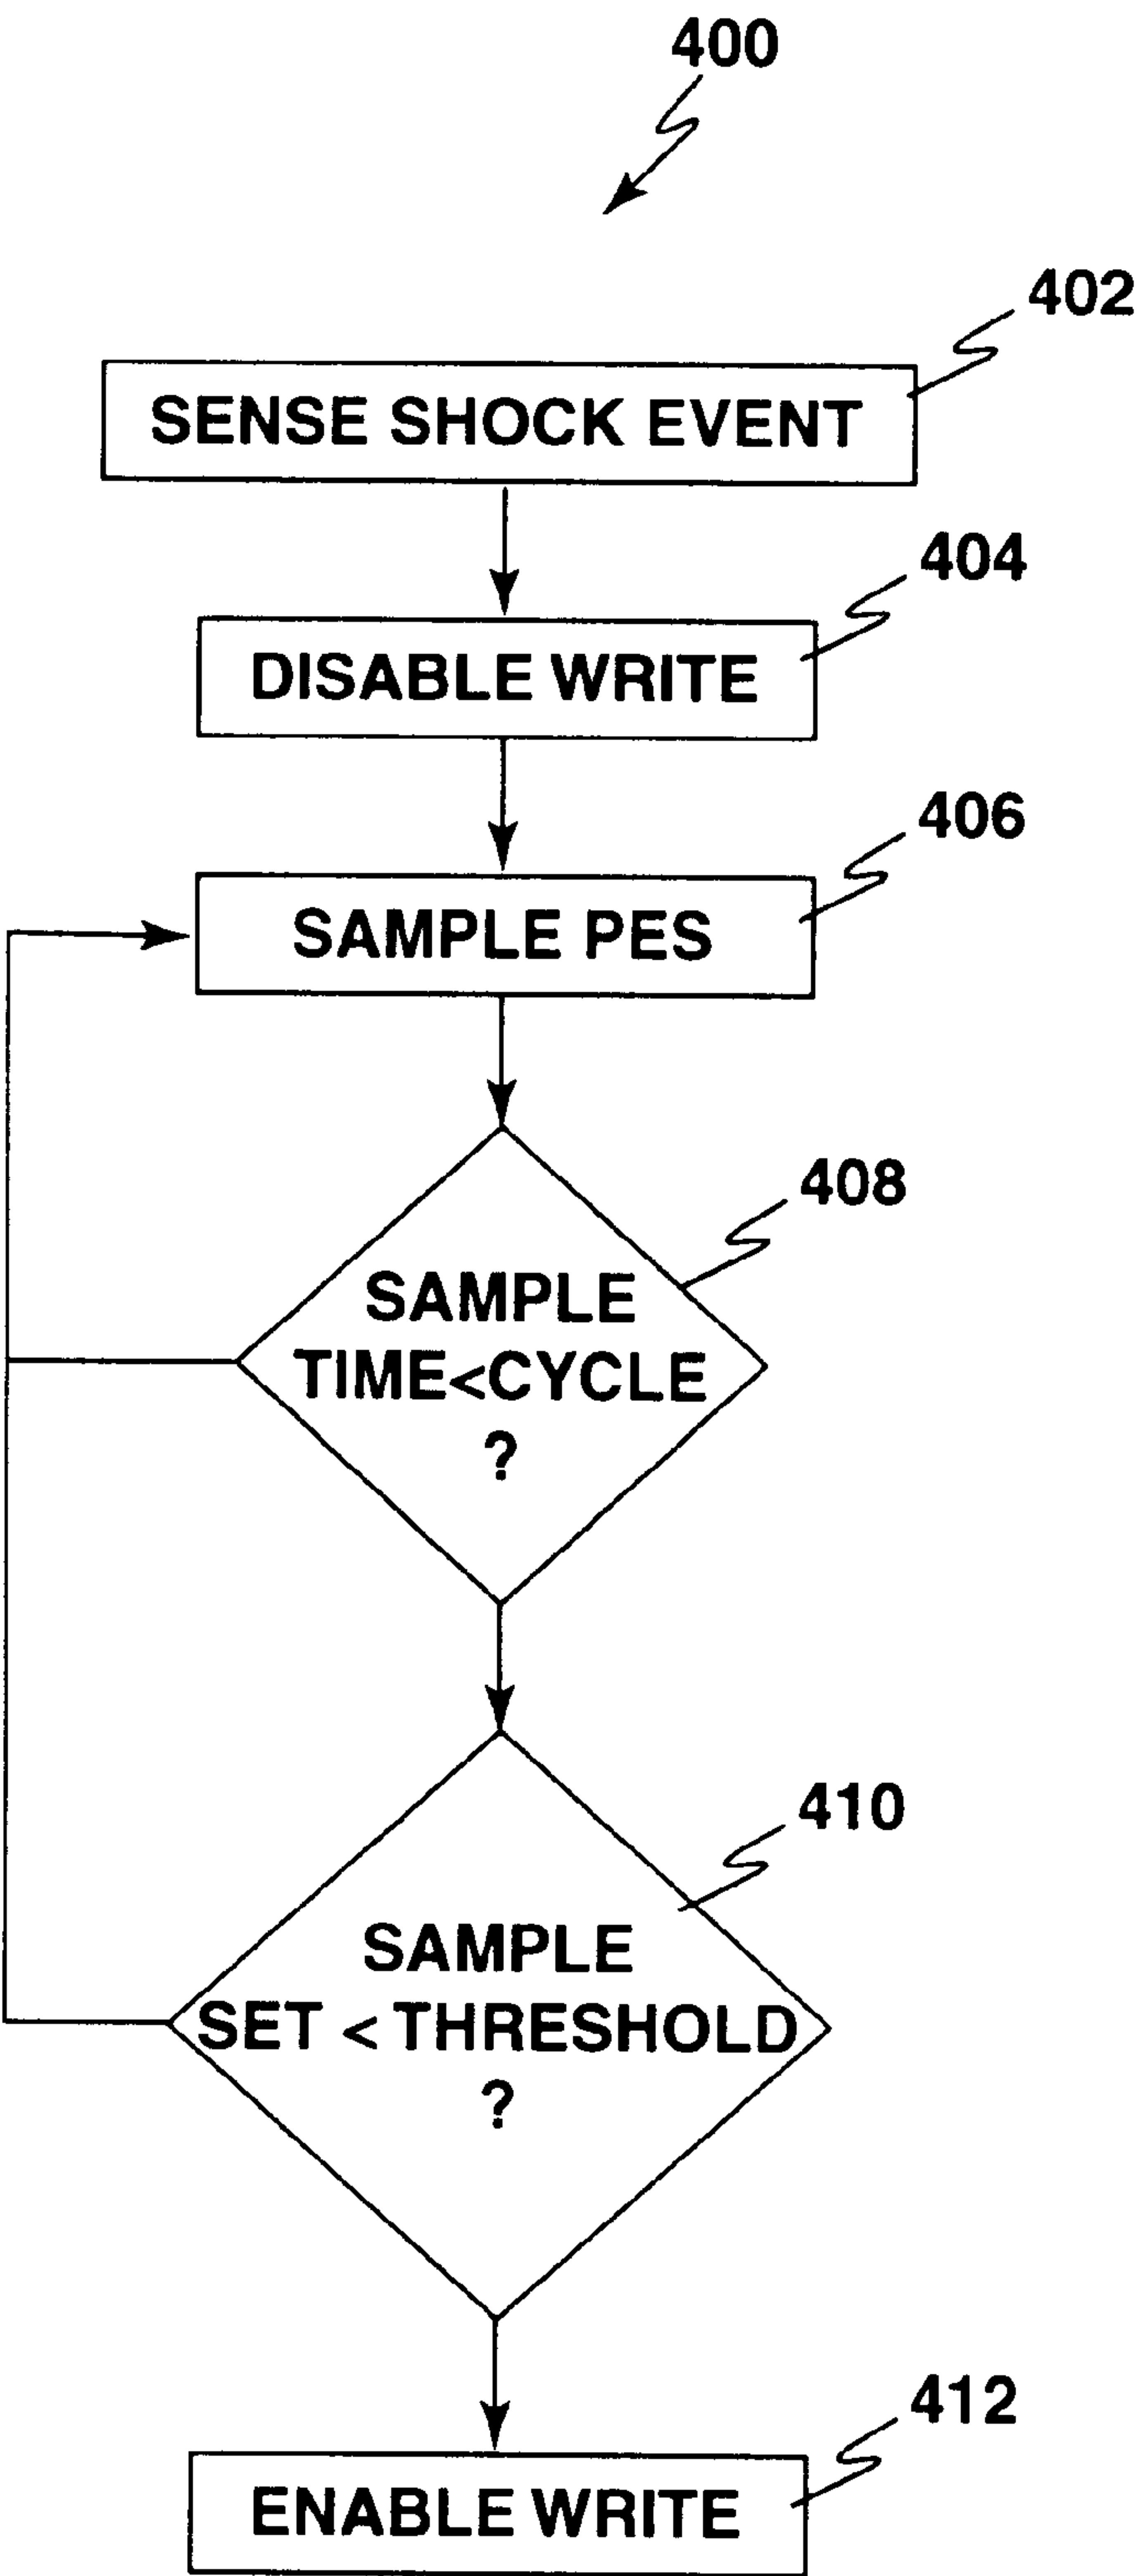 400
402
SENSE SHOCK EVENT
404
DISABLE WRITE
406
SAMPLE PES
408
SAMPLE
TIME<CYCLE
?
410
SAMPLE
SET < THRESHOLD
?
412
ENABLE WRITE